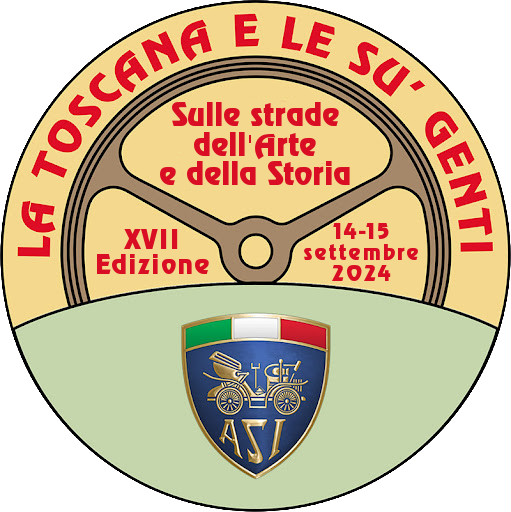 LA TOSCANA E LE SU' GENTI
Sulle strade
dell'Arte
e della Storia
XVII
Edizione
14-15
settembre
2024
ASI